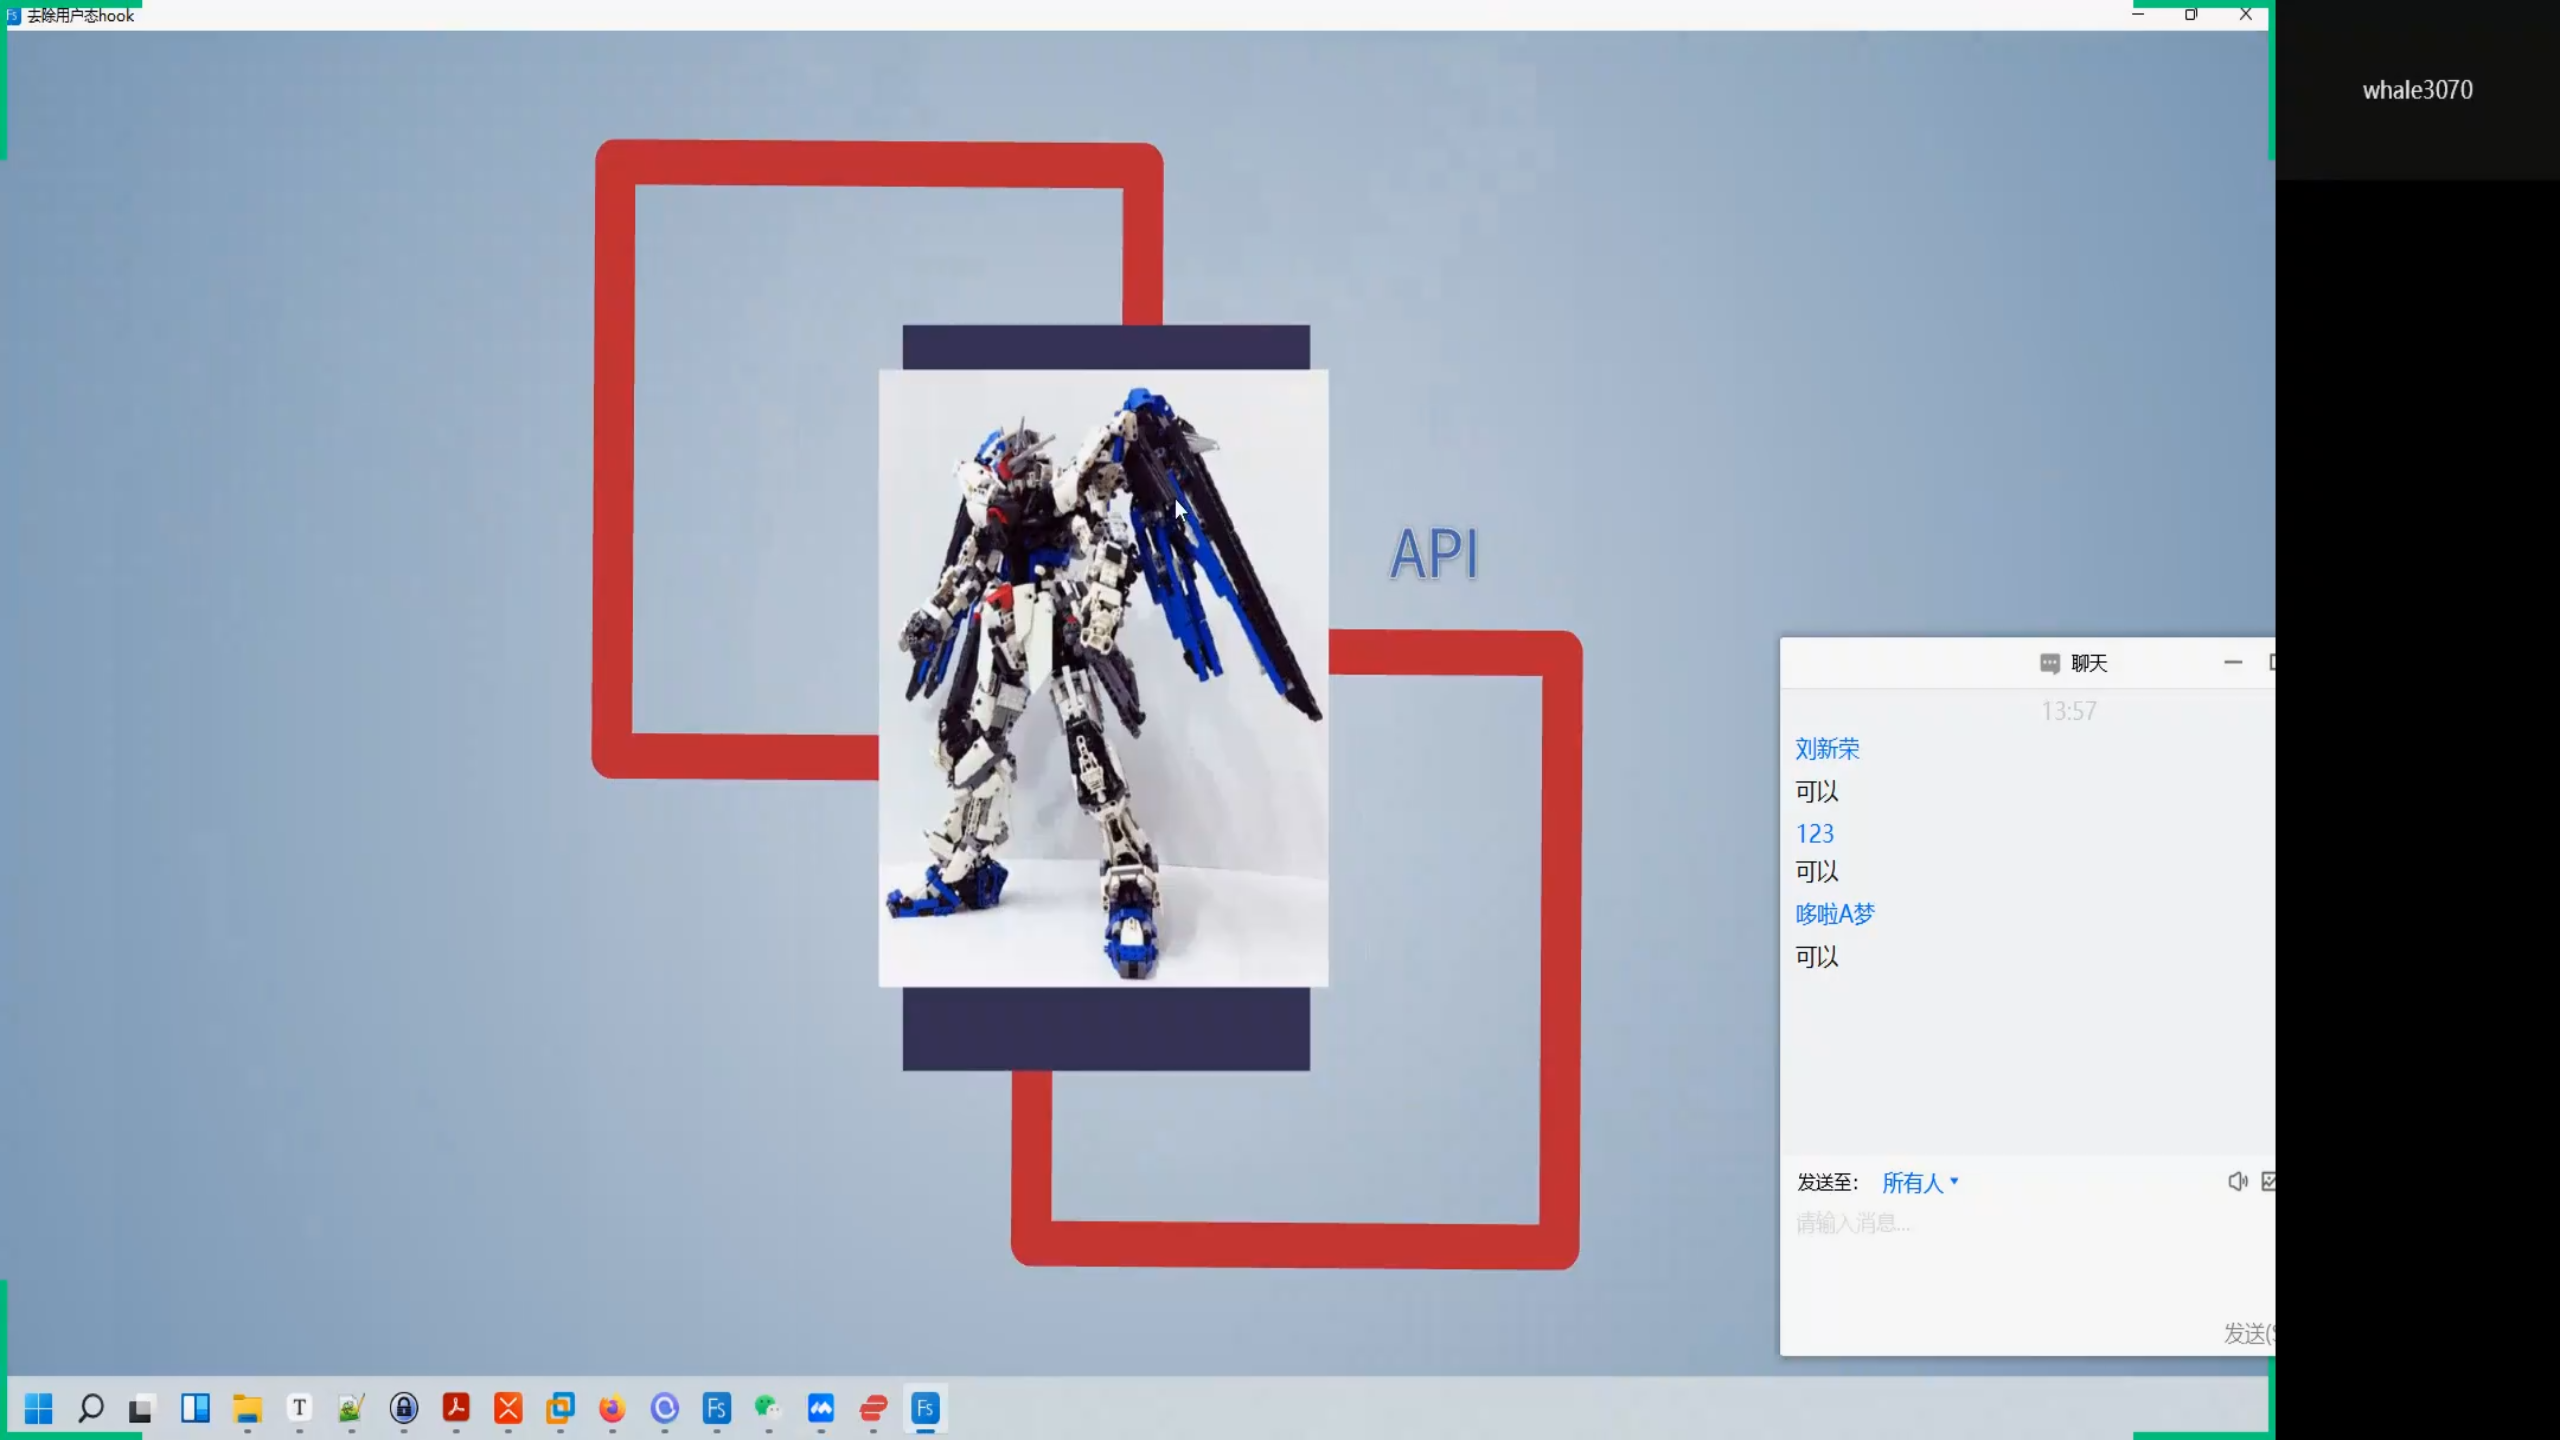 去除用户态hook
whale3070
API
聊天
13:57
刘新荣
可以
123
可以
哆啦A梦
可以
发送至: 所有人
请输入消息...
发送(S